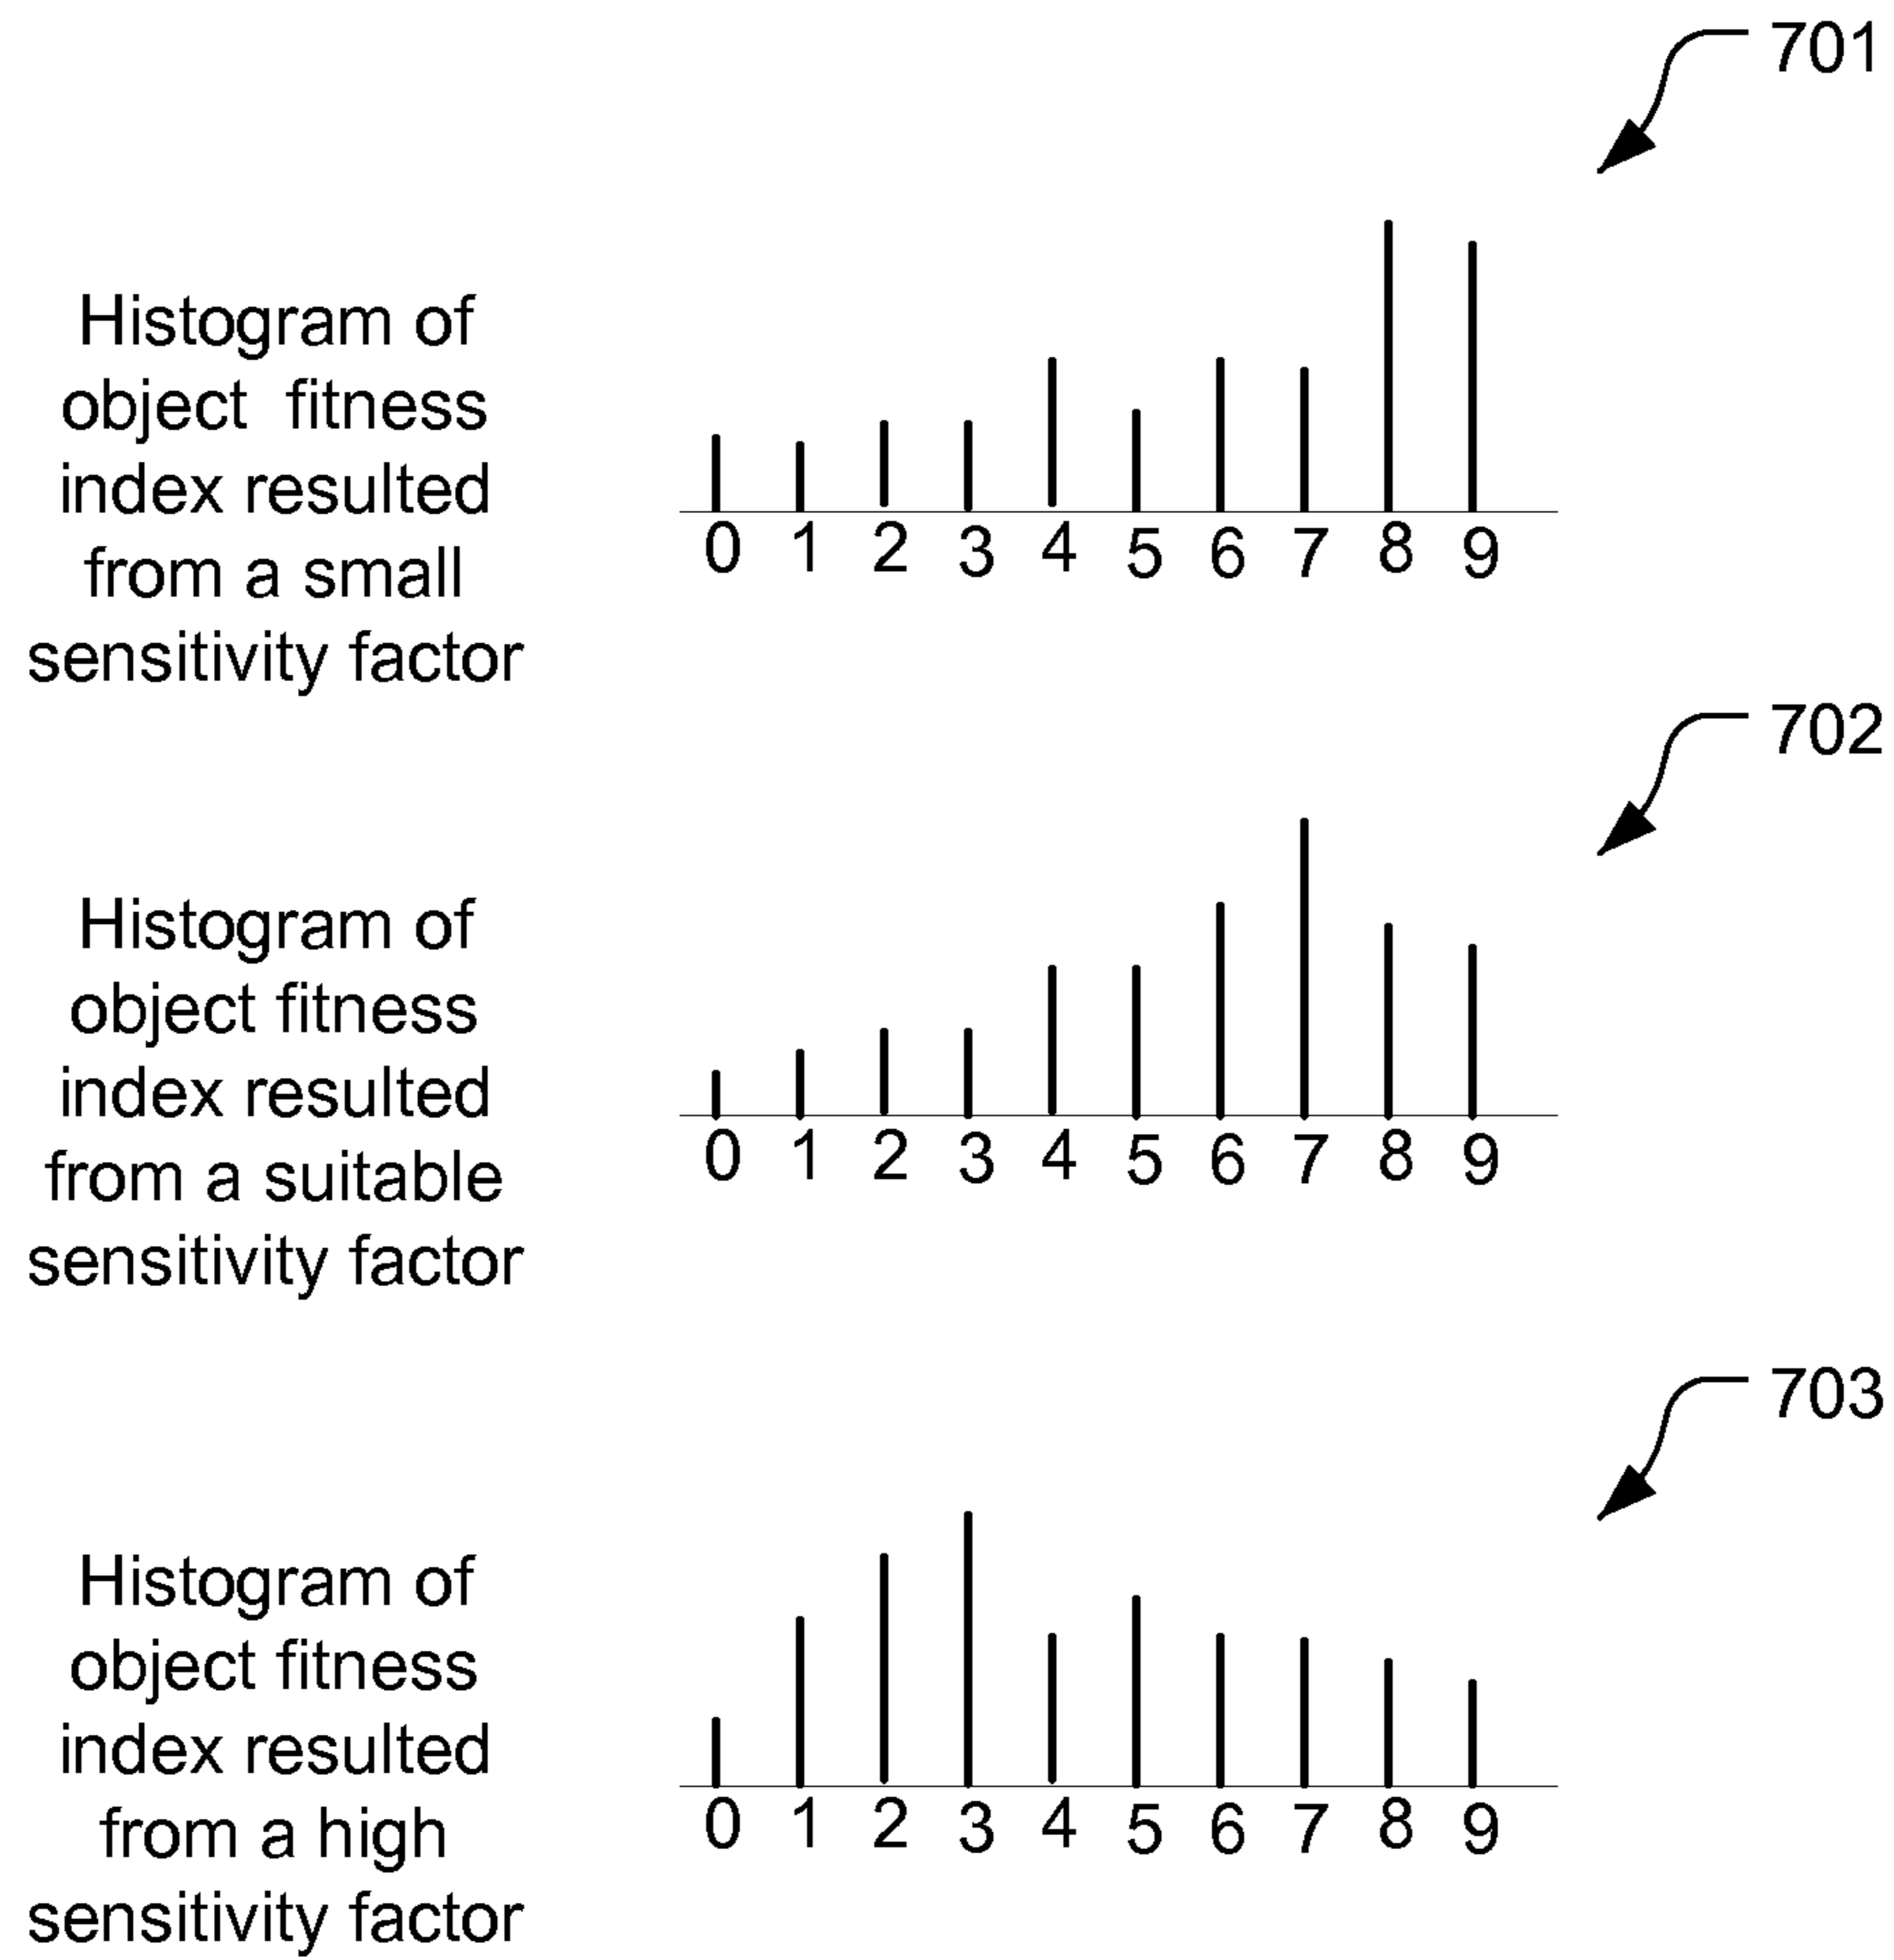 701
Histogram of
object fitness
index resulted
from a small
sensitivity factor
0 1 2 3 4 5 6 7 8 9
702
Histogram of
object fitness
index resulted
from a suitable
sensitivity factor
0 1 2 3 4 5 6 7 8 9
703
Histogram of
object fitness
index resulted
from a high
sensitivity factor
0 1 2 3 4 5 6 7 8 9